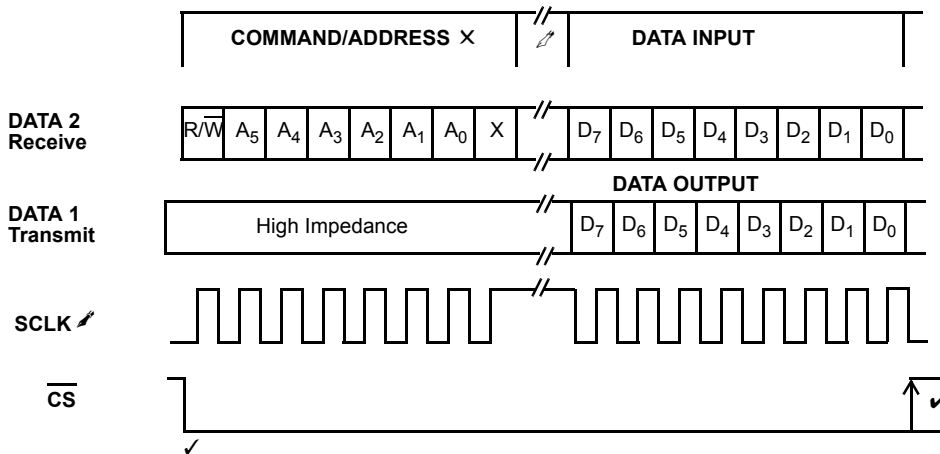 COMMAND/ADDRESS ✕ ✐ DATA INPUT
DATA 2
Receive
R/W̅ A₅ A₄ A₃ A₂ A₁ A₀ X D₇ D₆ D₅ D₄ D₃ D₂ D₁ D₀
DATA OUTPUT
DATA 1
Transmit
High Impedance D₇ D₆ D₅ D₄ D₃ D₂ D₁ D₀
SCLK ✒
C̅S̅
✓ ✔